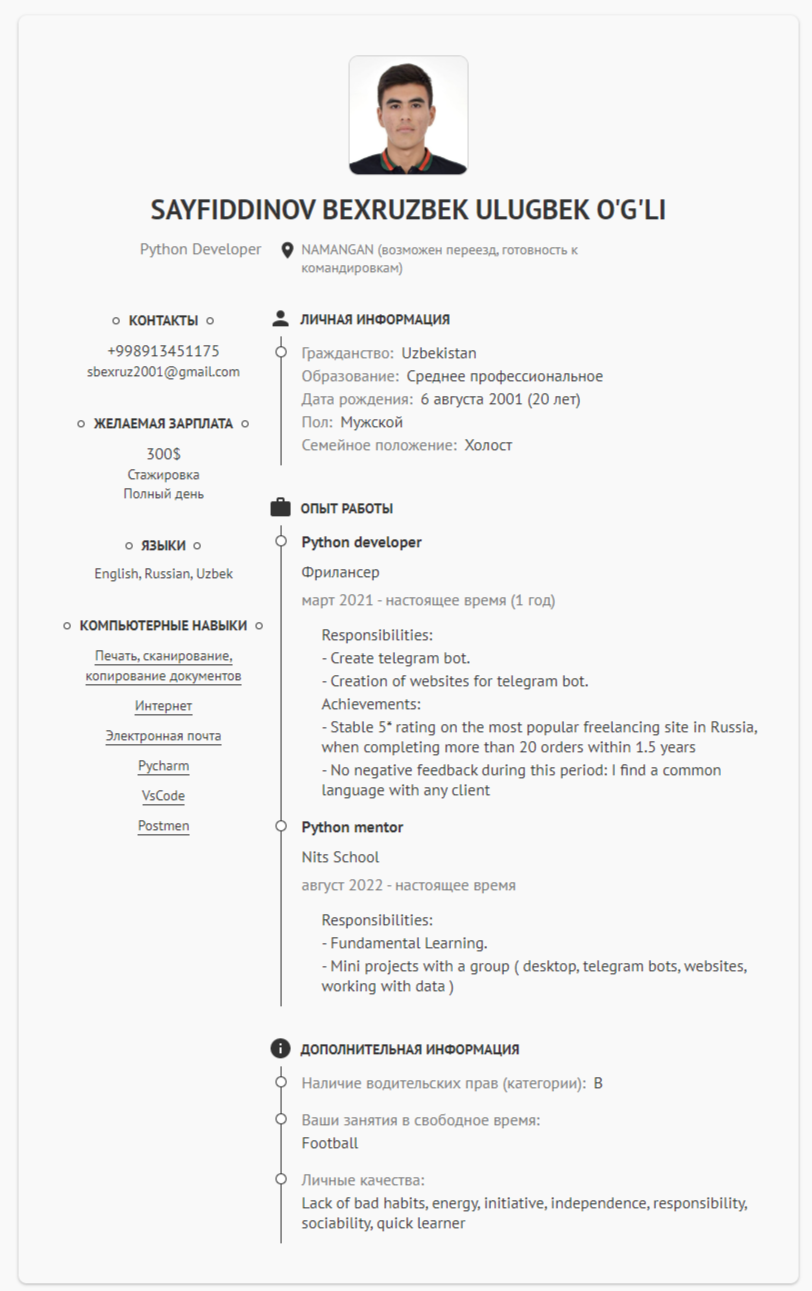 SAYFIDDINOV BEXRUZBEK ULUGBEK O'G'LI
Python Developer
NAMANGAN (возможен переезд, готовность к
командировкам)
КОНТАКТЫ
+998913451175
sbexruz2001@gmail.com
ЖЕЛАЕМАЯ ЗАРПЛАТА
300$
Стажировка
Полный день
ЯЗЫКИ
English, Russian, Uzbek
КОМПЬЮТЕРНЫЕ НАВЫКИ
Печать, сканирование,
копирование документов
Интернет
Электронная почта
Pycharm
VsCode
Postmen
ЛИЧНАЯ ИНФОРМАЦИЯ
Гражданство: Uzbekistan
Образование: Среднее профессиональное
Дата рождения: 6 августа 2001 (20 лет)
Пол: Мужской
Семейное положение: Холост
ОПЫТ РАБОТЫ
Python developer
Фрилансер
март 2021 - настоящее время (1 год)
Responsibilities:
- Create telegram bot.
- Creation of websites for telegram bot.
Achievements:
- Stable 5* rating on the most popular freelancing site in Russia,
when completing more than 20 orders within 1.5 years
- No negative feedback during this period: I find a common
language with any client
Python mentor
Nits School
август 2022 - настоящее время
Responsibilities:
- Fundamental Learning.
- Mini projects with a group ( desktop, telegram bots, websites,
working with data )
ДОПОЛНИТЕЛЬНАЯ ИНФОРМАЦИЯ
Наличие водительских прав (категории): B
Ваши занятия в свободное время:
Football
Личные качества:
Lack of bad habits, energy, initiative, independence, responsibility,
sociability, quick learner